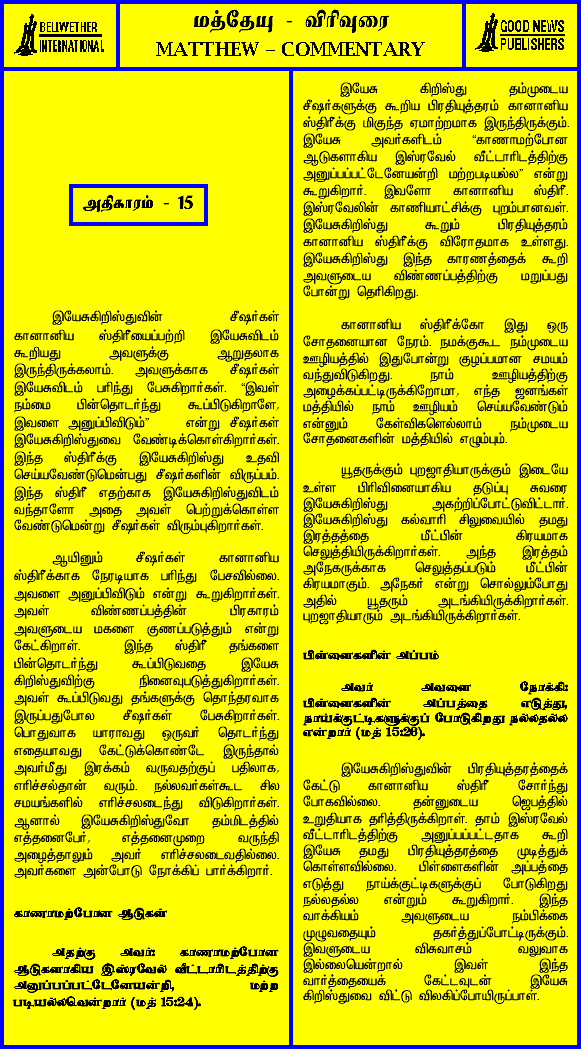 BELLWETHER
INTERNATIONAL
மத்தேயு - விரிவுரை
MATTHEW – COMMENTARY
GOOD NEWS
PUBLISHERS
அதிகாரம் - 15
இயேசுகிறிஸ்துவின் சீஷர்கள்
கானானிய ஸ்திரீயைப்பற்றி இயேசுவிடம்
கூறியது அவளுக்கு ஆறுதலாக
இருந்திருக்கலாம். அவளுக்காக சீஷர்கள்
இயேசுவிடம் பரிந்து பேசுகிறார்கள். “இவள்
நம்மை பின்தொடர்ந்து கூப்பிடுகிறாளே,
இவளை அனுப்பிவிடும்” என்று சீஷர்கள்
இயேசுகிறிஸ்துவை வேண்டிக்கொள்கிறார்கள்.
இந்த ஸ்திரீக்கு இயேசுகிறிஸ்து உதவி
செய்யவேண்டுமென்பது சீஷர்களின் விருப்பம்.
இந்த ஸ்திரீ எதற்காக இயேசுகிறிஸ்துவிடம்
வந்தாளோ அதை அவள் பெற்றுக்கொள்ள
வேண்டுமென்று சீஷர்கள் விரும்புகிறார்கள்.
ஆயினும் சீஷர்கள் கானானிய
ஸ்திரீக்காக நேரடியாக பரிந்து பேசவில்லை.
அவளை அனுப்பிவிடும் என்று கூறுகிறார்கள்.
அவள் விண்ணப்பத்தின் பிரகாரம்
அவளுடைய மகளை குணப்படுத்தும் என்று
கேட்கிறாள். இந்த ஸ்திரீ தங்களை
பின்தொடர்ந்து கூப்பிடுவதை இயேசு
கிறிஸ்துவிற்கு நினைவுபடுத்துகிறார்கள்.
அவள் கூப்பிடுவது தங்களுக்கு தொந்தரவாக
இருப்பதுபோல சீஷர்கள் பேசுகிறார்கள்.
பொதுவாக யாராவது ஒருவர் தொடர்ந்து
எதையாவது கேட்டுக்கொண்டே இருந்தால்
அவர்மீது இரக்கம் வருவதற்குப் பதிலாக,
எரிச்சல்தான் வரும். நல்லவர்கள்கூட சில
சமயங்களில் எரிச்சலடைந்து விடுகிறார்கள்.
ஆனால் இயேசுகிறிஸ்துவோ தம்மிடத்தில்
எத்தனைபேர், எத்தனைமுறை வருந்தி
அழைத்தாலும் அவர் எரிச்சலடைவதில்லை.
அவர்களை அன்போடு நோக்கிப் பார்க்கிறார்.
காணாமற்போன ஆடுகள்
அதற்கு அவர்: காணாமற்போன
ஆடுகளாகிய இஸ்ரவேல் வீட்டாரிடத்திற்கு
அனுப்பப்பட்டேனேயன்றி, மற்ற
படியல்லவென்றார் (மத் 15:24).
இயேசு கிறிஸ்து தம்முடைய
சீஷர்களுக்கு கூறிய பிரதியுத்தரம் கானானிய
ஸ்திரீக்கு மிகுந்த ஏமாற்றமாக இருந்திருக்கும்.
இயேசு அவர்களிடம் “காணாமற்போன
ஆடுகளாகிய இஸ்ரவேல் வீட்டாரிடத்திற்கு
அனுப்பப்பட்டேனேயன்றி மற்றபடியல்ல” என்று
கூறுகிறார். இவளோ கானானிய ஸ்திரீ.
இஸ்ரவேலின் காணியாட்சிக்கு புறம்பானவள்.
இயேசுகிறிஸ்து கூறும் பிரதியுத்தரம்
கானானிய ஸ்திரீக்கு விரோதமாக உள்ளது.
இயேசுகிறிஸ்து இந்த காரணத்தைக் கூறி
அவளுடைய விண்ணப்பத்திற்கு மறுப்பது
போன்று தெரிகிறது.
கானானிய ஸ்திரீக்கோ இது ஒரு
சோதனையான நேரம். நமக்குகூட நம்முடைய
ஊழியத்தில் இதுபோன்று குழப்பமான சமயம்
வந்துவிடுகிறது. நாம் ஊழியத்திற்கு
அழைக்கப்பட்டிருக்கிறோமா, எந்த ஜனங்கள்
மத்தியில் நாம் ஊழியம் செய்யவேண்டும்
என்னும் கேள்விகளெல்லாம் நம்முடைய
சோதனைகளின் மத்தியில் எழும்பும்.
யூதருக்கும் புறஜாதியாருக்கும் இடையே
உள்ள பிரிவினையாகிய தடுப்பு சுவரை
இயேசுகிறிஸ்து அகற்றிப்போட்டுவிட்டார்.
இயேசுகிறிஸ்து கல்வாரி சிலுவையில் தமது
இரத்தத்தை மீட்பின் கிரயமாக
செலுத்தியிருக்கிறார்கள். அந்த இரத்தம்
அநேகருக்காக செலுத்தப்படும் மீட்பின்
கிரயமாகும். அநேகர் என்று சொல்லும்போது
அதில் யூதரும் அடங்கியிருக்கிறார்கள்.
புறஜாதியாரும் அடங்கியிருக்கிறார்கள்.
பிள்ளைகளின் அப்பம்
அவர் அவளை நோக்கி:
பிள்ளைகளின் அப்பத்தை எடுத்து,
நாய்க்குட்டிகளுக்குப் போடுகிறது நல்லதல்ல
என்றார் (மத் 15:26).
இயேசுகிறிஸ்துவின் பிரதியுத்தரத்தைக்
கேட்டு கானானிய ஸ்திரீ சோர்ந்து
போகவில்லை. தன்னுடைய ஜெபத்தில்
உறுதியாக தரித்திருக்கிறாள். தாம் இஸ்ரவேல்
வீட்டாரிடத்திற்கு அனுப்பப்பட்டதாக கூறி
இயேசு தமது பிரதியுத்தரத்தை முடித்துக்
கொள்ளவில்லை. பிள்ளைகளின் அப்பத்தை
எடுத்து நாய்க்குட்டிகளுக்குப் போடுகிறது
நல்லதல்ல என்றும் கூறுகிறார். இந்த
வாக்கியம் அவளுடைய நம்பிக்கை
முழுவதையும் தகர்த்துப்போட்டிருக்கும்.
இவளுடைய விசுவாசம் வலுவாக
இல்லையென்றால் இவள் இந்த
வார்த்தையைக் கேட்டவுடன் இயேசு
கிறிஸ்துவை விட்டு விலகிப்போயிருப்பாள்.